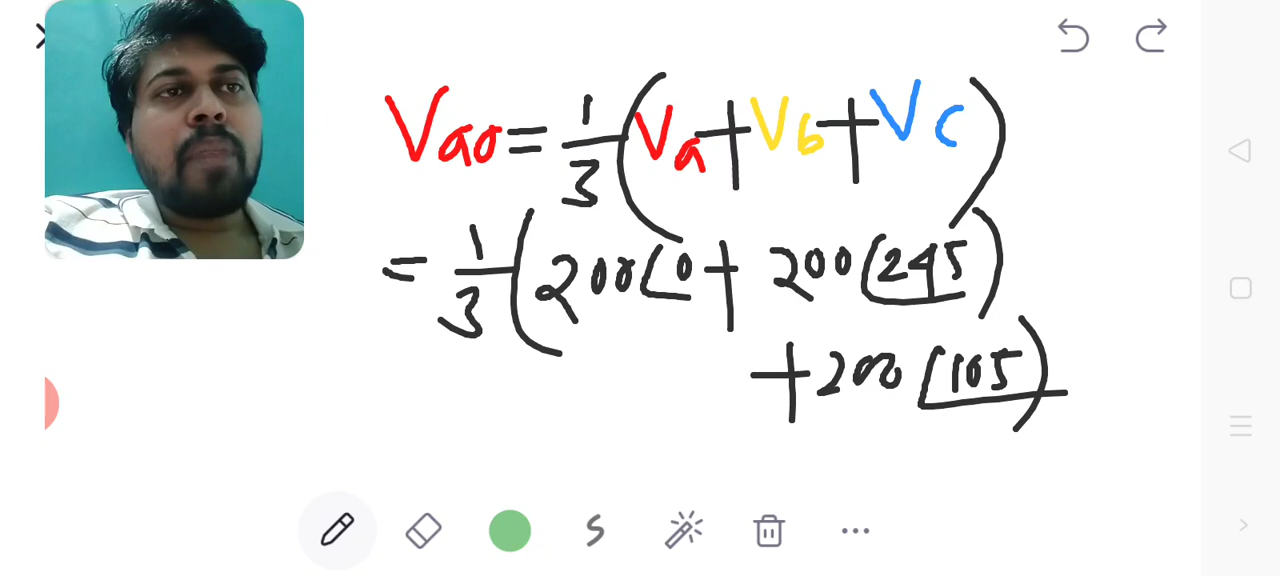 Vao = 1/3 (Va + Vb + Vc)
= 1/3 (200∠0 + 200∠245)
+ 200∠105)